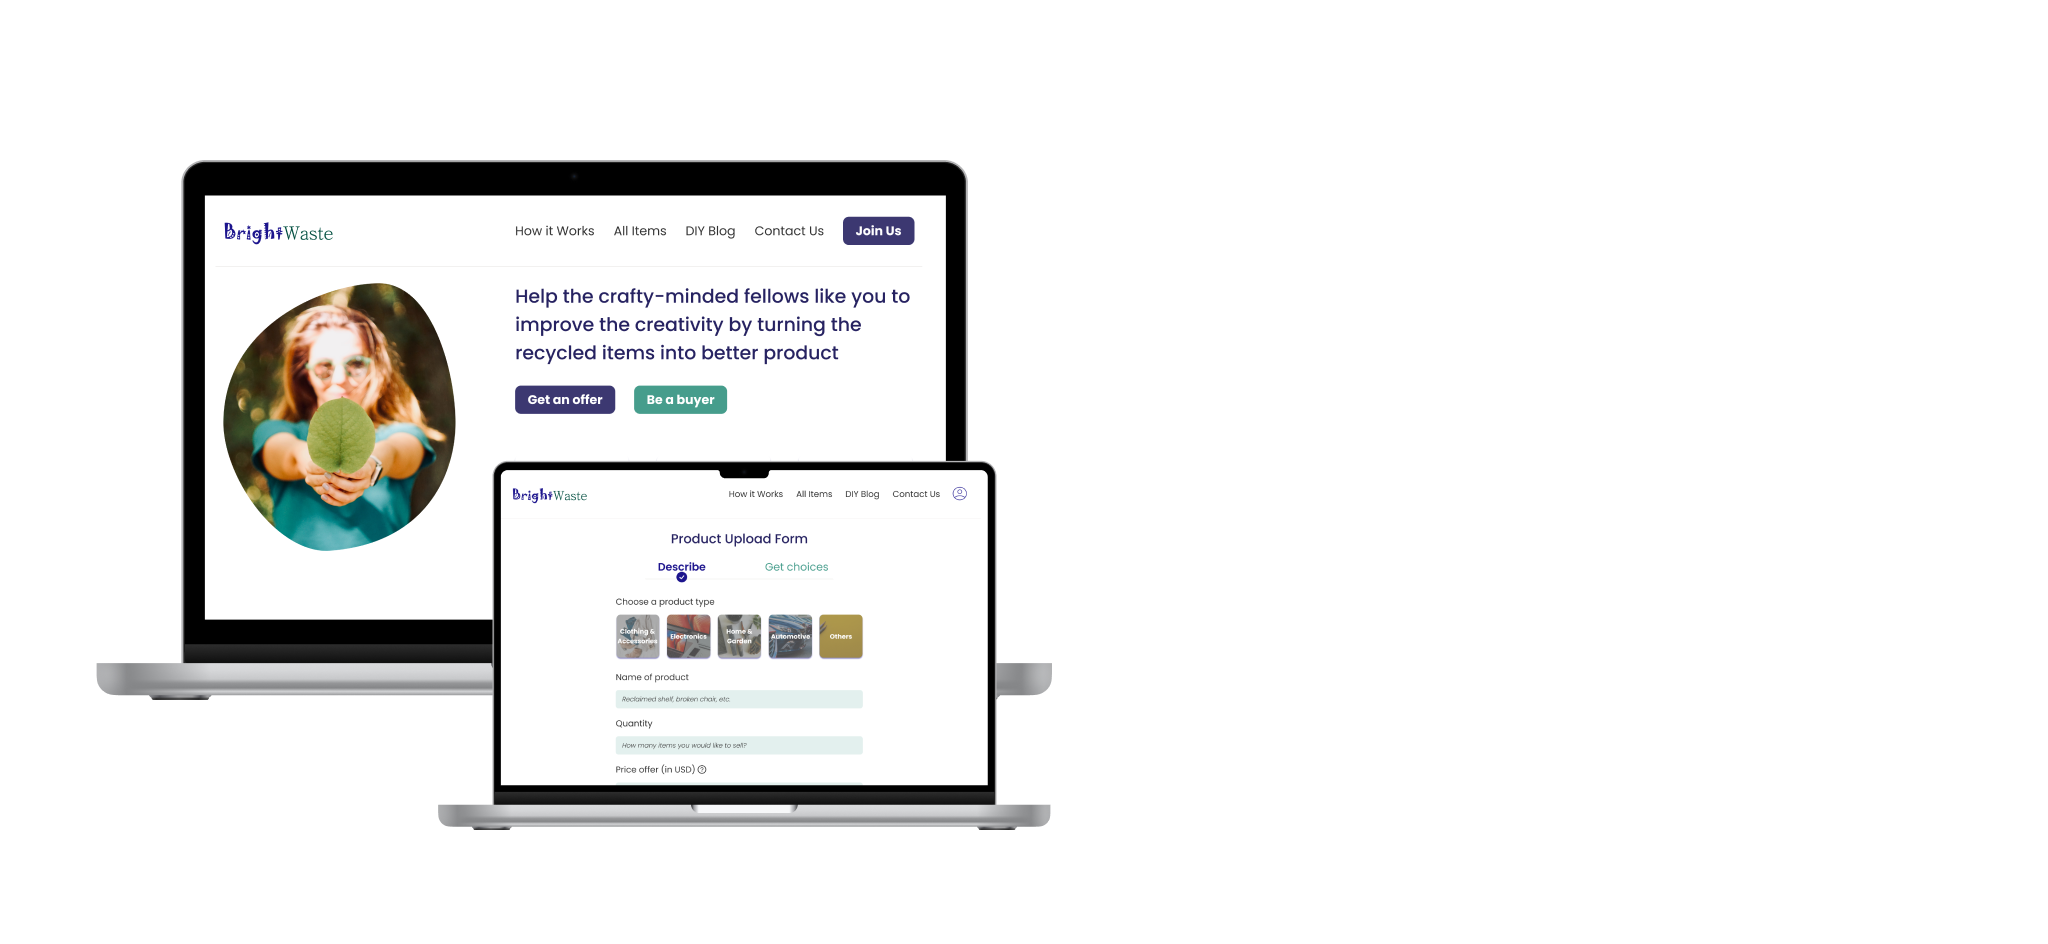 BrightWaste
How it Works All Items DIY Blog Contact Us Join Us
Help the crafty-minded fellows like you to
improve the creativity by turning the
recycled items into better product
Get an offer Be a buyer
BrightWaste
How it Works All Items DIY Blog Contact Us
Product Upload Form
Describe Get choices
Choose a product type
Clothing &
Accessories
Electronics
Home &
Garden
Automotive
Others
Name of product
Reclaimed shelf, broken chair, etc.
Quantity
How many items you would like to sell?
Price offer (in USD) ?